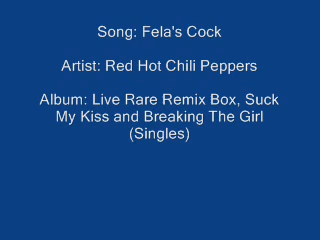 Song: Fela's Cock
Artist: Red Hot Chili Peppers
Album: Live Rare Remix Box, Suck
My Kiss and Breaking The Girl
(Singles)